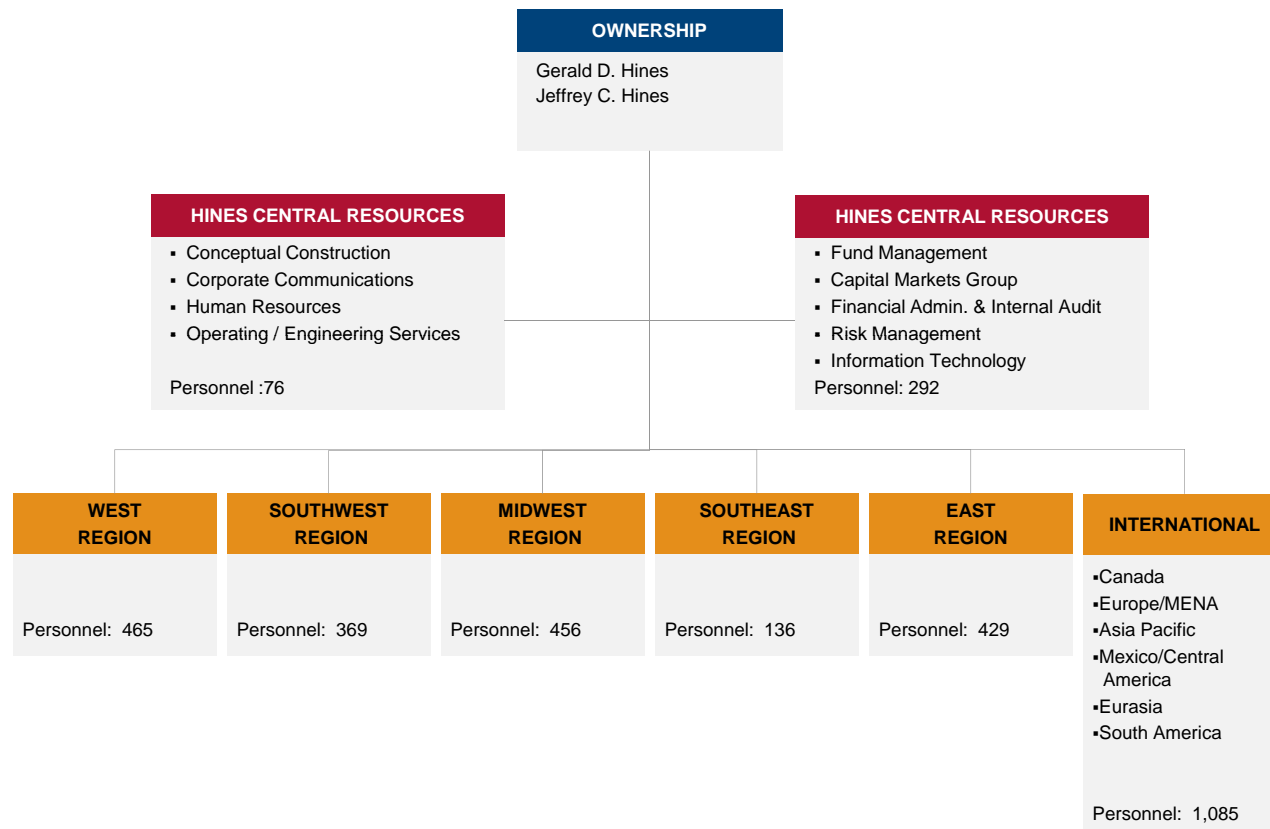 OWNERSHIP
Gerald D. Hines
Jeffrey C. Hines
HINES CENTRAL RESOURCES
▪ Conceptual Construction
▪ Corporate Communications
▪ Human Resources
▪ Operating / Engineering Services
Personnel :76
HINES CENTRAL RESOURCES
▪ Fund Management
▪ Capital Markets Group
▪ Financial Admin. & Internal Audit
▪ Risk Management
▪ Information Technology
Personnel: 292
WEST
REGION
Personnel: 465
SOUTHWEST
REGION
Personnel: 369
MIDWEST
REGION
Personnel: 456
SOUTHEAST
REGION
Personnel: 136
EAST
REGION
Personnel: 429
INTERNATIONAL
▪Canada
▪Europe/MENA
▪Asia Pacific
▪Mexico/Central
America
▪Eurasia
▪South America
Personnel: 1,085